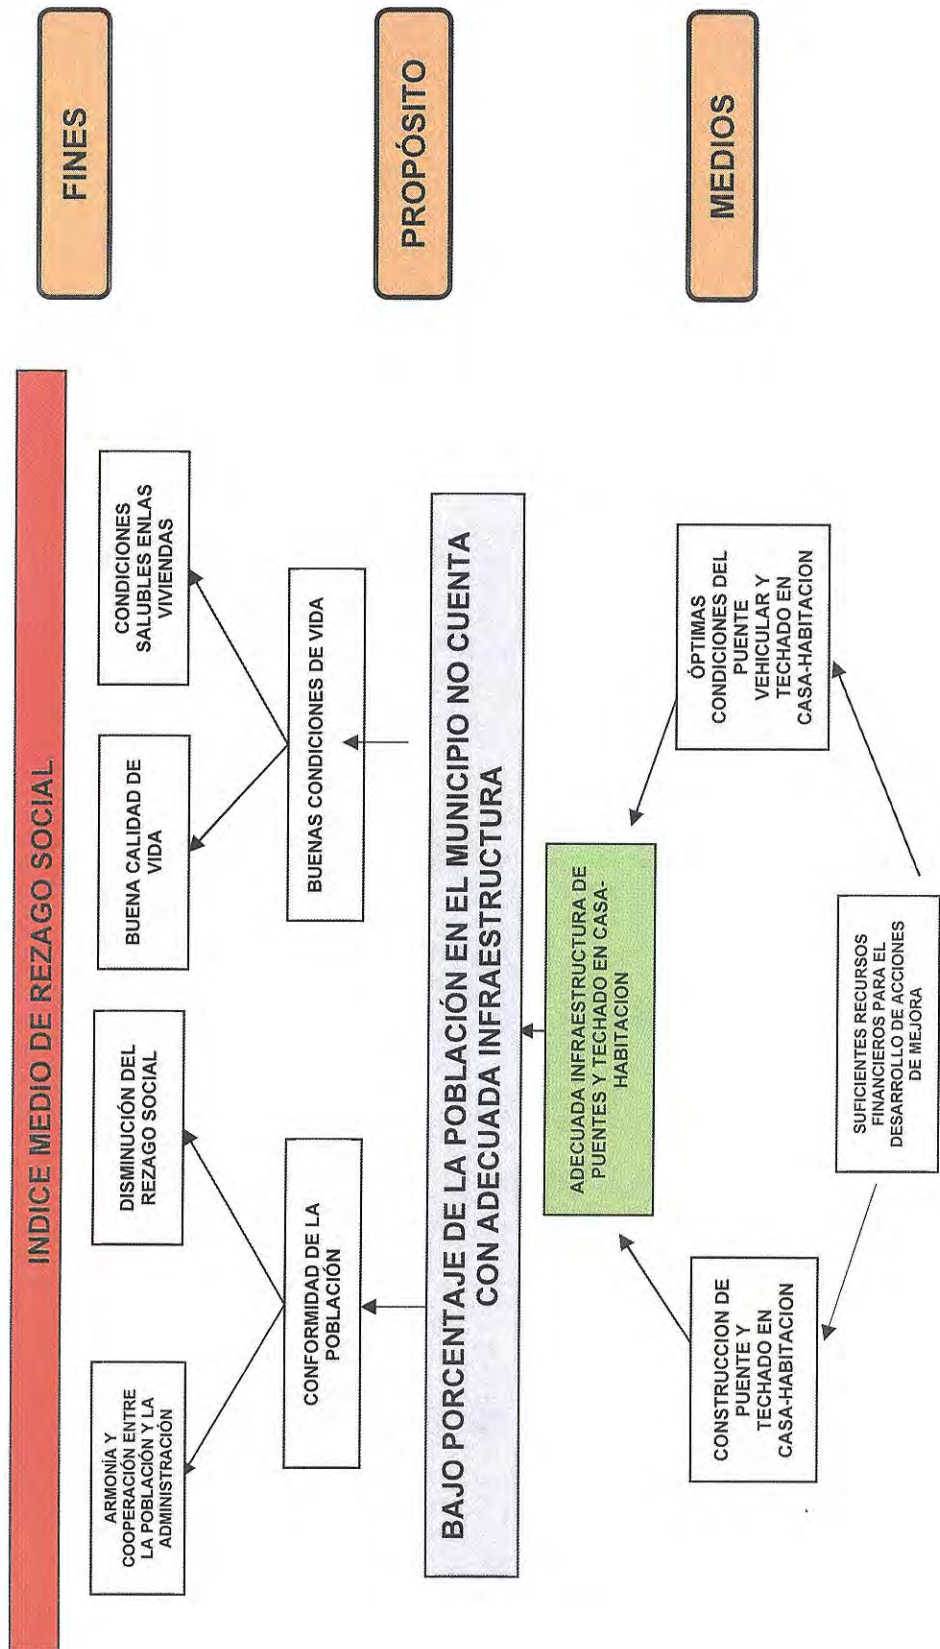 INDICE MEDIO DE REZAGO SOCIAL
FINES
ARMONÍA Y
COOPERACIÓN ENTRE
LA POBLACIÓN Y LA
ADMINISTRACIÓN
DISMINUCIÓN DEL
REZAGO SOCIAL
BUENA CALIDAD DE
VIDA
CONDICIONES
SALUBLES ENLAS
VIVIENDAS
CONFORMIDAD DE LA
POBLACIÓN
BUENAS CONDICIONES DE VIDA
BAJO PORCENTAJE DE LA POBLACIÓN EN EL MUNICIPIO NO CUENTA
CON ADECUADA INFRAESTRUCTURA
PROPÓSITO
ADECUADA INFRAESTRUCTURA DE
PUENTES Y TECHADO EN CASA-
HABITACION
CONSTRUCCION DE
PUENTE Y
TECHADO EN
CASA-HABITACION
ÓPTIMAS
CONDICIONES DEL
PUENTE
VEHICULAR Y
TECHADO EN
CASA-HABITACION
MEDIOS
SUFICIENTES RECURSOS
FINANCIEROS PARA EL
DESARROLLO DE ACCIONES
DE MEJORA